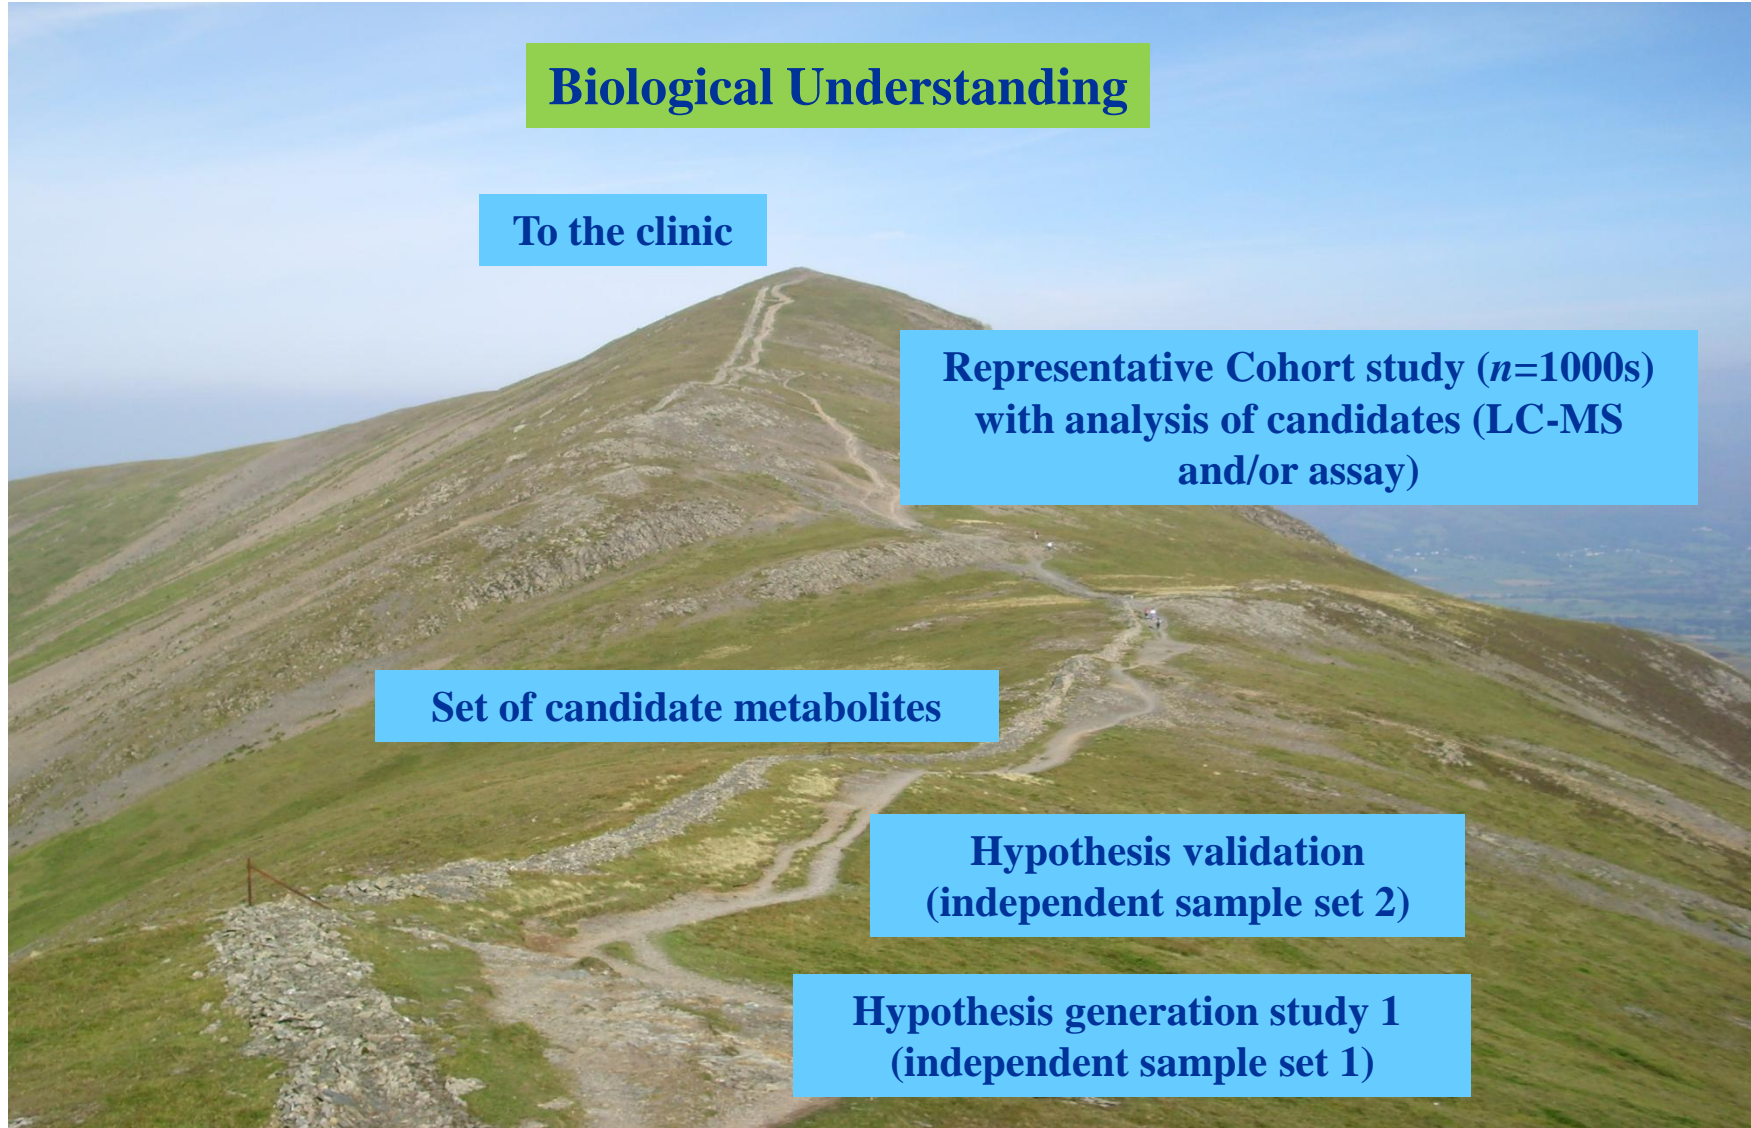 Biological Understanding
To the clinic
Representative Cohort study (n=1000s)
with analysis of candidates (LC-MS
and/or assay)
Set of candidate metabolites
Hypothesis validation
(independent sample set 2)
Hypothesis generation study 1
(independent sample set 1)